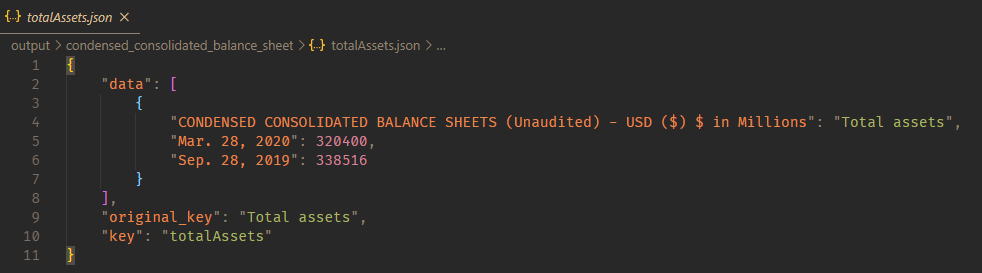 {..} totalAssets.json ×
output > condensed_consolidated_balance_sheet > {..} totalAssets.json > ...
1 {
2     "data": [
3         {
4             "CONDENSED CONSOLIDATED BALANCE SHEETS (Unaudited) - USD ($) $ in Millions": "Total assets",
5             "Mar. 28, 2020": 320400,
6             "Sep. 28, 2019": 338516
7         }
8     ],
9     "original_key": "Total assets",
10     "key": "totalAssets"
11 }